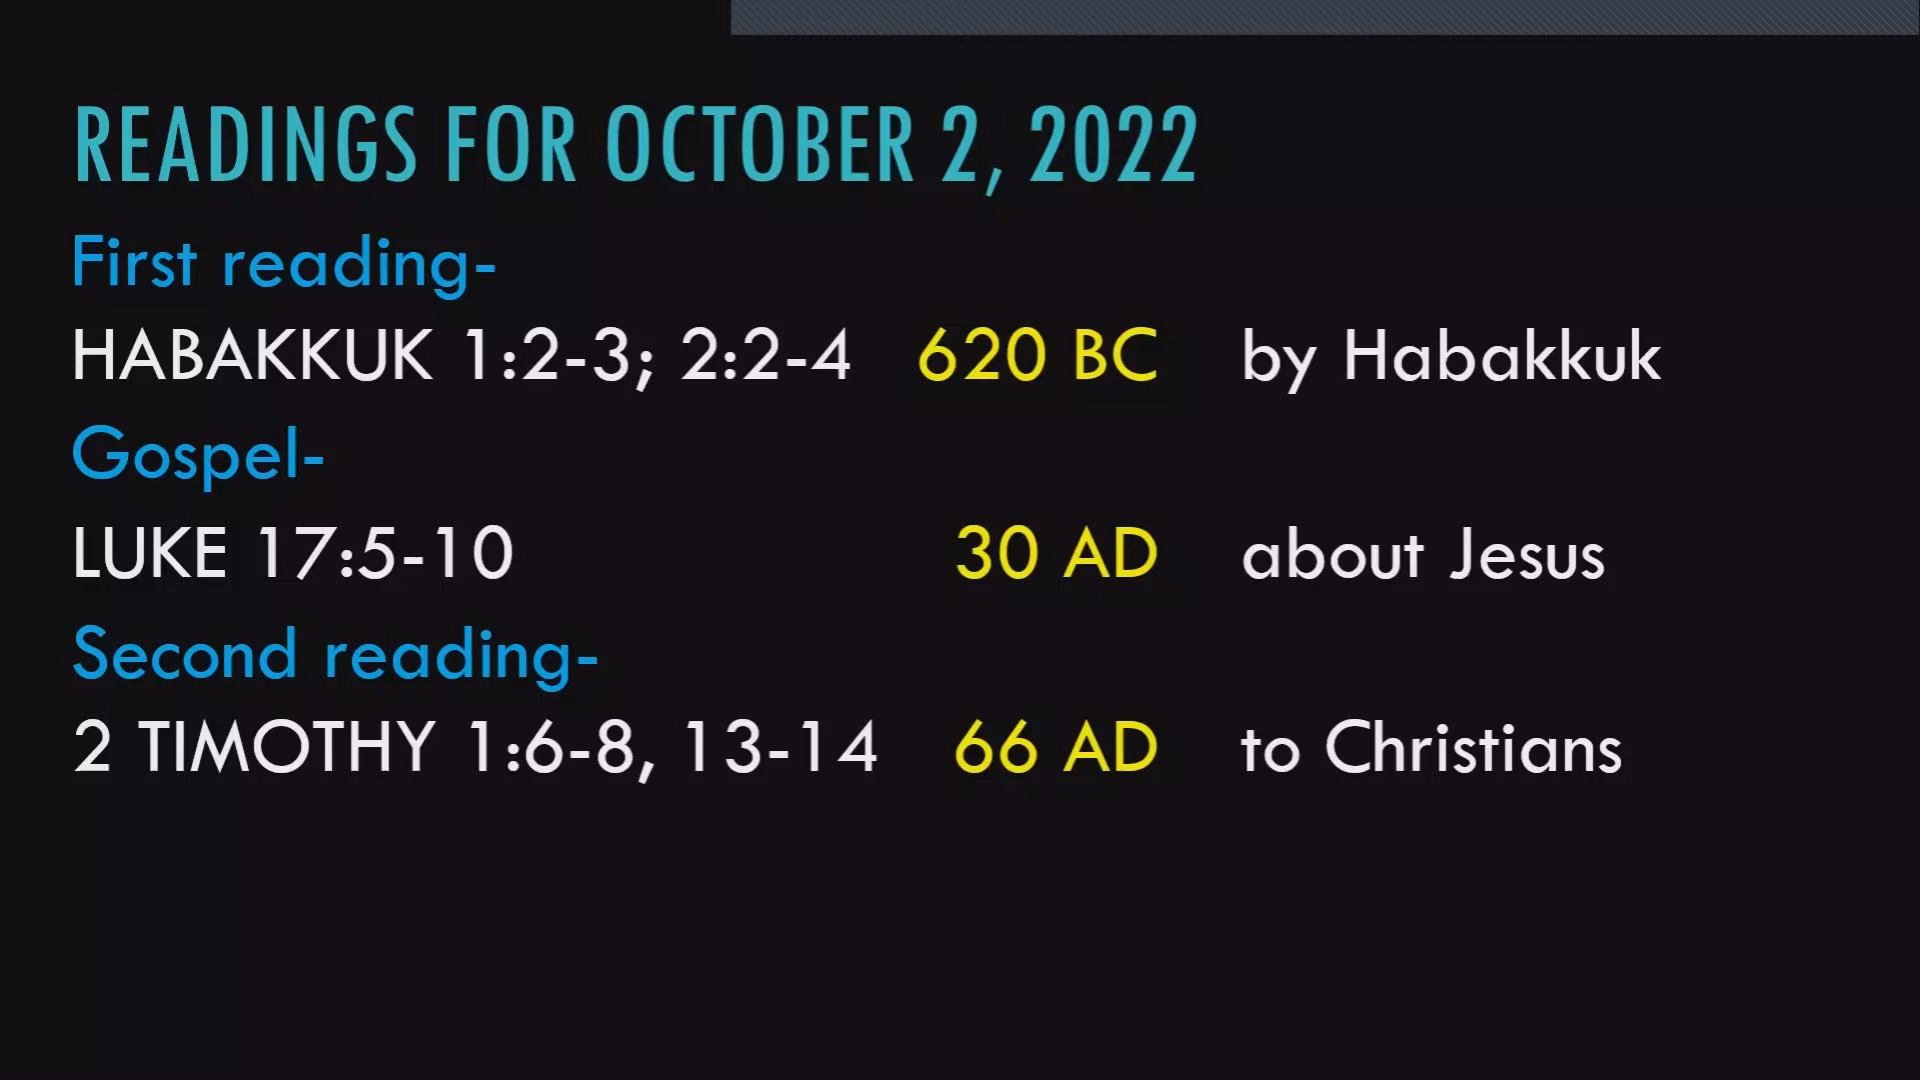 READINGS FOR OCTOBER 2, 2022
First reading-
HABAKKUK 1:2-3; 2:2-4 620 BC by Habakkuk
Gospel-
LUKE 17:5-10 30 AD about Jesus
Second reading-
2 TIMOTHY 1:6-8, 13-14 66 AD to Christians